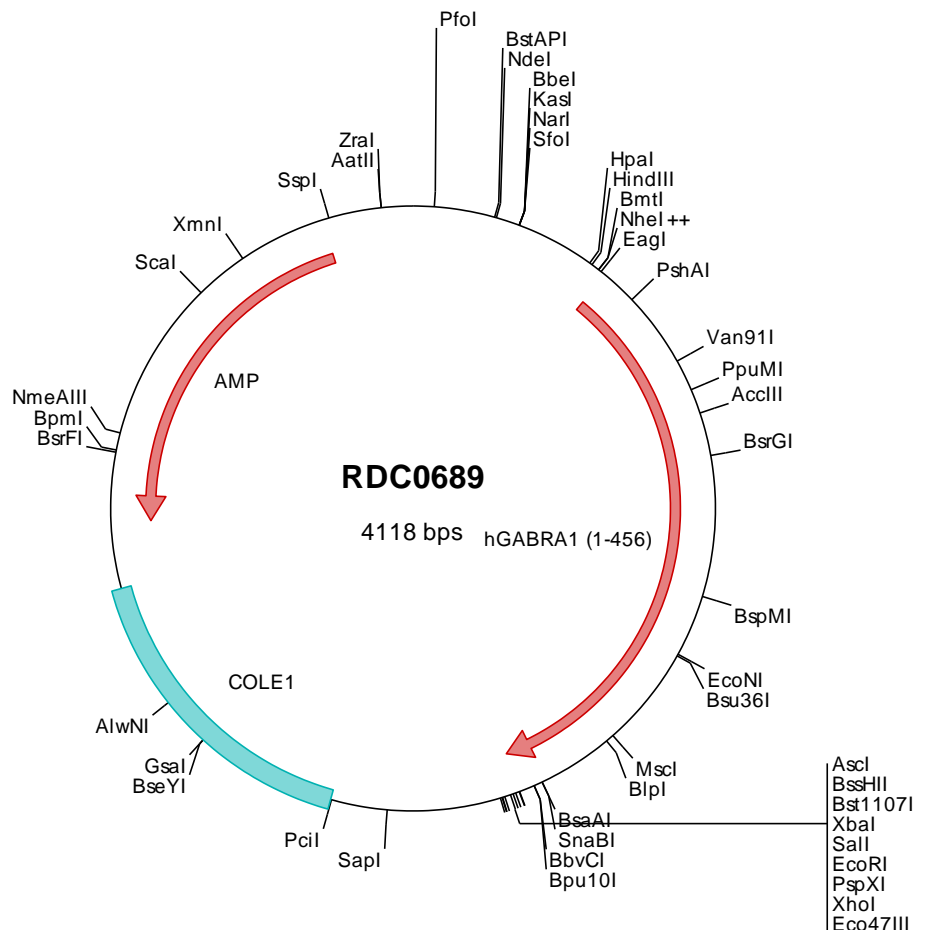 PfoI
BstAPI
NdeI
BbeI
KasI
NarI
SfoI
ZraI
AatII
SspI
HpaI
HindIII
BmtI
NheI ++
EagI
XmnI
ScaI
PshAI
Van91I
PpuMI
AccIII
AMP
NmeAIII
BpmI
BsrFI
BsrGI
RDC0689
4118 bps
hGABRA1 (1-456)
BspMI
EcoNI
Bsu36I
COLE1
AlwNI
GsaI
BseYI
MscI
BlpI
AscI
BssHII
Bst1107I
XbaI
SalI
EcoRI
PspXI
XhoI
Eco47III
BsaAI
SnaBI
BbvCI
Bpu10I
PciI
SapI